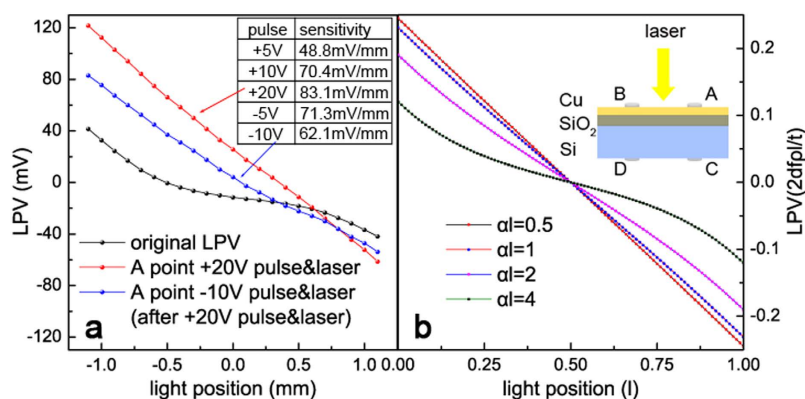 120
80
40
0
-40
-80
-120
LPV (mV)
pulse sensitivity
+5V 48.8mV/mm
+10V 70.4mV/mm
+20V 83.1mV/mm
-5V 71.3mV/mm
-10V 62.1mV/mm
original LPV
A point +20V pulse&laser
A point -10V pulse&laser
(after +20V pulse&laser)
a
-1.0 -0.5 0.0 0.5 1.0
light position (mm)
laser
B A
Cu
SiO2
Si
D C
αl=0.5
αl=1
αl=2
αl=4
b
0.00 0.25 0.50 0.75 1.00
light position (l)
0.2
0.1
0.0
-0.1
-0.2
LPV(2dfρl/t)